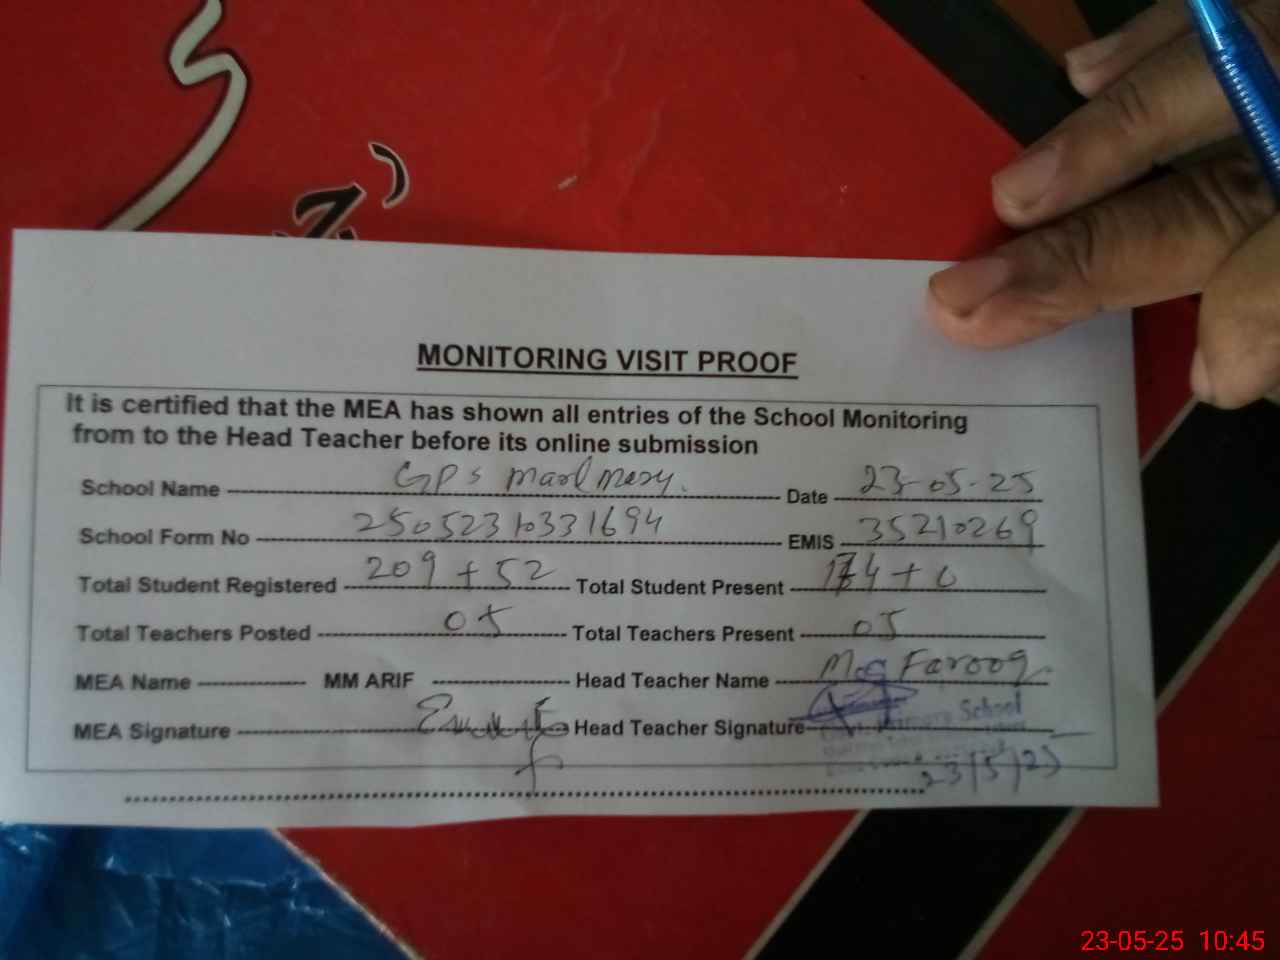 MONITORING VISIT PROOF
It is certified that the MEA has shown all entries of the School Monitoring
from to the Head Teacher before its online submission
School Name GPS Date 23-05-25
School Form No 25052310331694 EMIS 35210269
Total Student Registered 209 + 52 Total Student Present 174 + 0
Total Teachers Posted 05 Total Teachers Present 05
MEA Name MM ARIF Head Teacher Name Farooq
MEA Signature Head Teacher Signature
Primary School
23/5/25
23-05-25 10:45